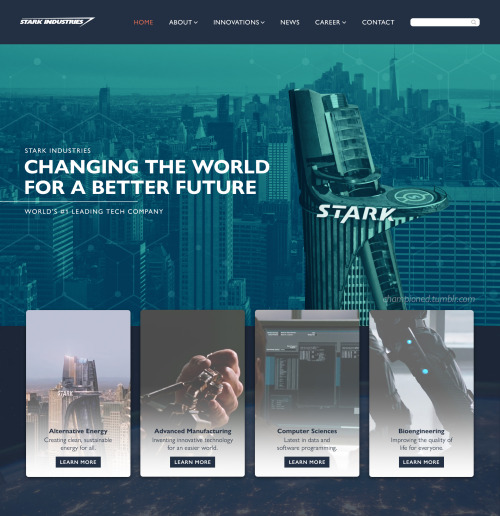 STARK INDUSTRIES
HOME ABOUT INNOVATIONS NEWS CAREER CONTACT
STARK INDUSTRIES
CHANGING THE WORLD
FOR A BETTER FUTURE
WORLD'S #1 LEADING TECH COMPANY
STARK
championed.tumblr.com
STARK
Alternative Energy
Creating clean, sustainable
energy for all.
LEARN MORE
Advanced Manufacturing
Inventing innovative technology
for an easier world.
LEARN MORE
Computer Sciences
Latest in data and
software programming.
LEARN MORE
Bioengineering
Improving the quality of
life for everyone.
LEARN MORE